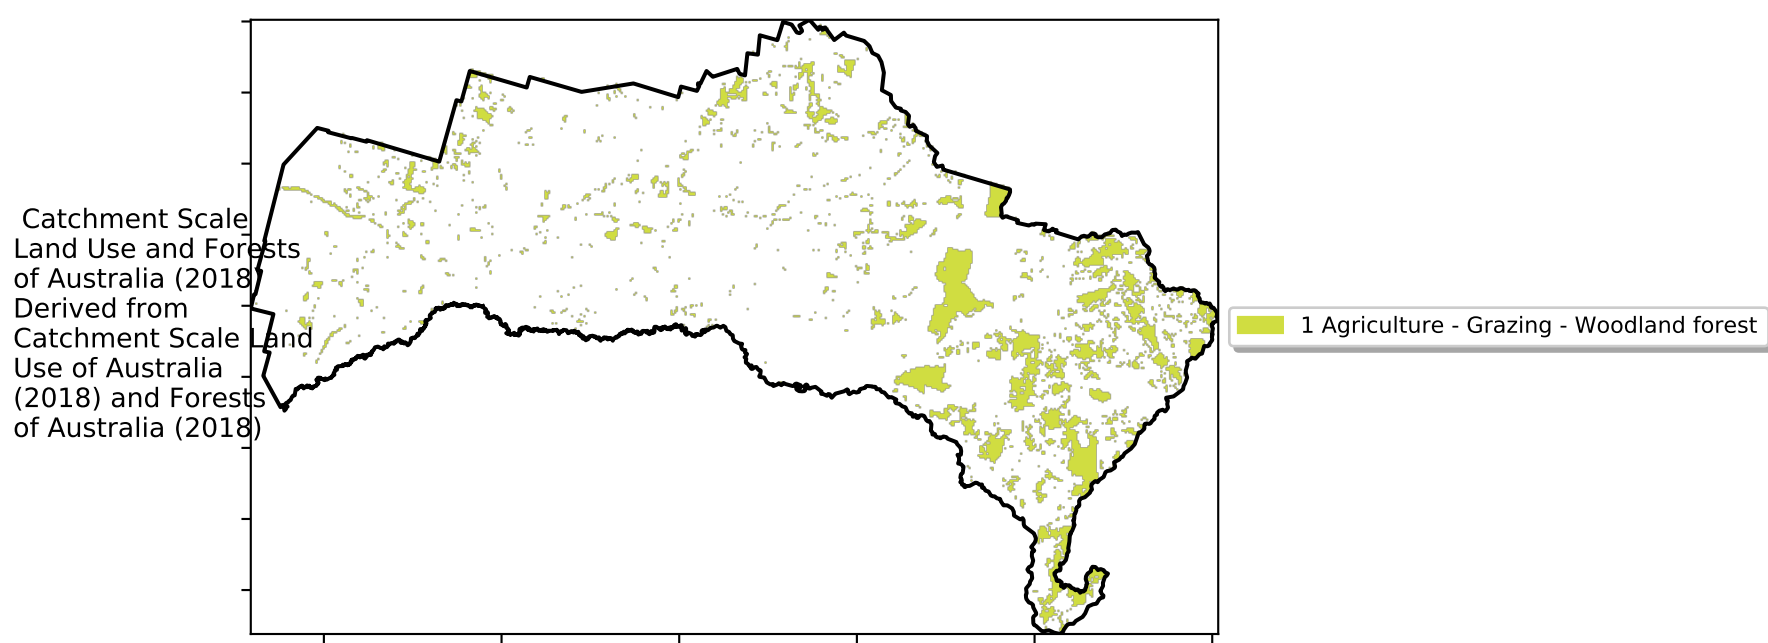 Catchment Scale
Land Use and Forests
of Australia (2018)
Derived from
Catchment Scale Land
Use of Australia
(2018) and Forests
of Australia (2018)
1 Agriculture - Grazing - Woodland forest